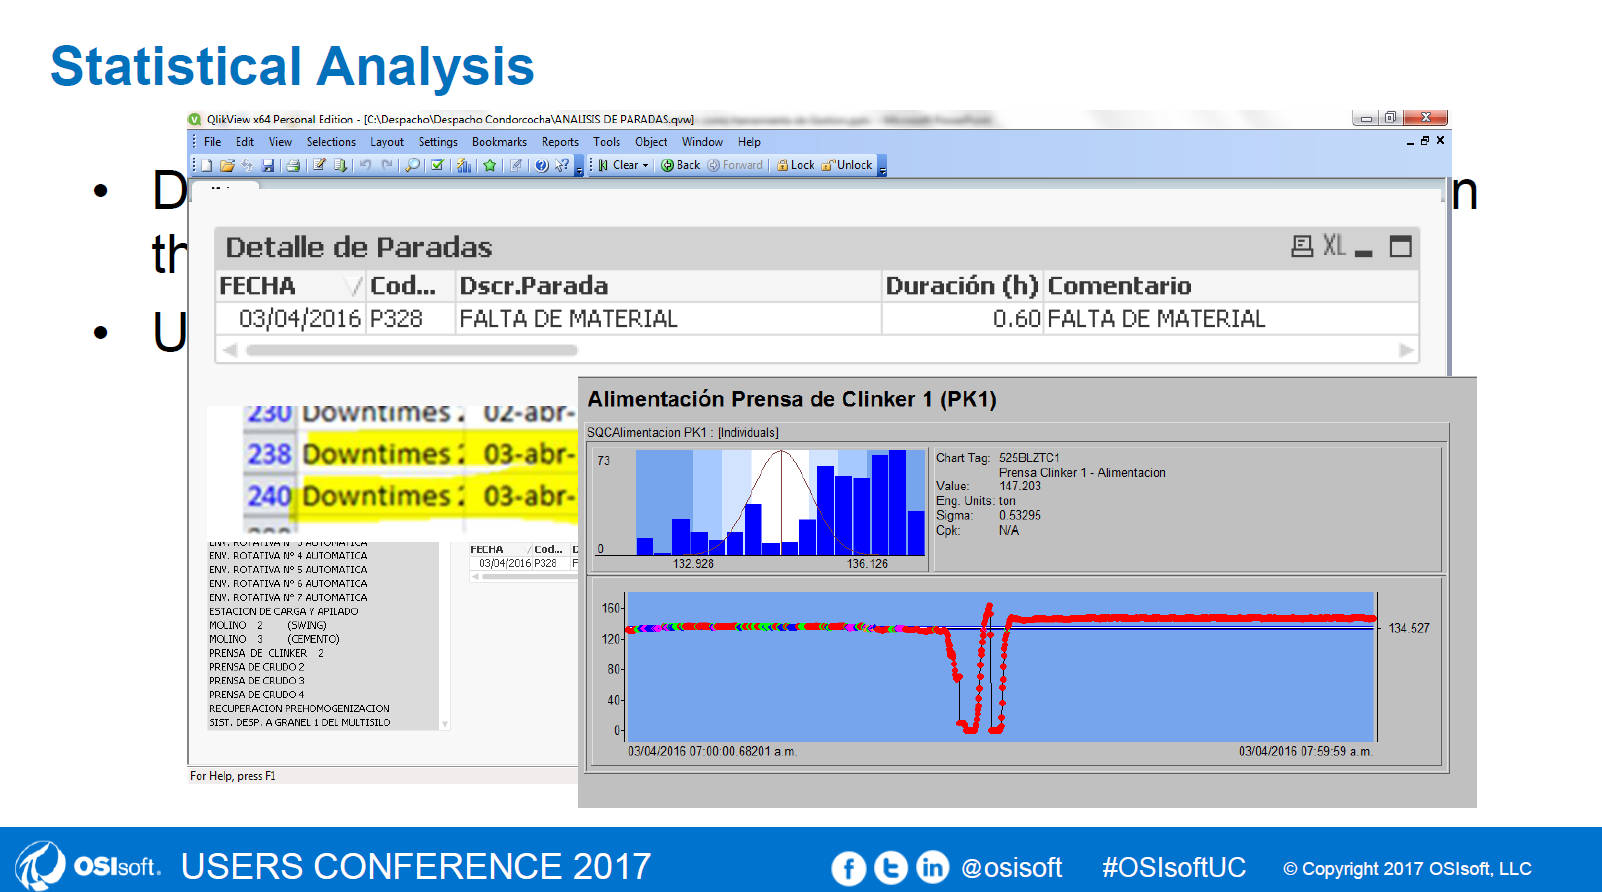 Statistical Analysis
QlikView x64 Personal Edition - [C:\Despacho\Despacho Condorcocha\ANALISIS DE PARADAS.qvw]
File Edit View Selections Layout Settings Bookmarks Reports Tools Object Window Help
Clear Back Forward Lock Unlock
• D n
th
• U
Detalle de Paradas XL
FECHA Cod... Dscr.Parada Duración (h) Comentario
03/04/2016 P328 FALTA DE MATERIAL 0.60 FALTA DE MATERIAL
230 Downtimes 2 02-abr-
238 Downtimes 2 03-abr-
240 Downtimes 2 03-abr-
ENV. ROTATIVA Nº 3 AUTOMATICA
ENV. ROTATIVA Nº 4 AUTOMATICA
ENV. ROTATIVA Nº 5 AUTOMATICA
ENV. ROTATIVA Nº 6 AUTOMATICA
ENV. ROTATIVA Nº 7 AUTOMATICA
ESTACION DE CARGA Y APILADO
MOLINO 2 (SWING)
MOLINO 3 (CEMENTO)
PRENSA DE CLINKER 2
PRENSA DE CRUDO 2
PRENSA DE CRUDO 3
PRENSA DE CRUDO 4
RECUPERACION PREHOMOGENIZACION
SIST. DESP. A GRANEL 1 DEL MULTISILO
FECHA Cod... D
03/04/2016 P328 F
For Help, press F1
Alimentación Prensa de Clinker 1 (PK1)
SQCAlimentacion PK1 : [Individuals]
73
0
132.928 136.126
Chart Tag: 525BLZTC1
Prensa Clinker 1 - Alimentacion
Value: 147.203
Eng. Units: ton
Sigma: 0.53295
Cpk: N/A
160
120
80
40
0
134.527
03/04/2016 07:00:00.68201 a.m. 03/04/2016 07:59:59 a.m.
OSIsoft. USERS CONFERENCE 2017 @osisoft #OSIsoftUC © Copyright 2017 OSIsoft, LLC